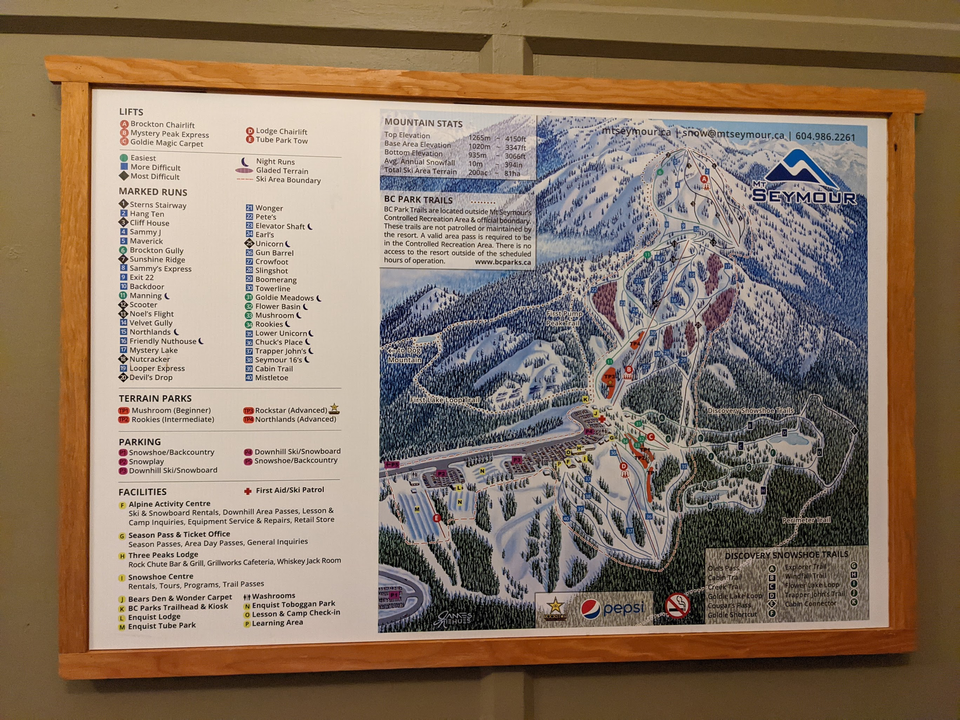 LIFTS
A Brockton Chairlift
B Mystery Peak Express
C Goldie Magic Carpet
D Lodge Chairlift
E Tube Park Tow
Easiest
More Difficult
Most Difficult
Night Runs
Gladed Terrain
Ski Area Boundary
MARKED RUNS
1 Sterns Stairway
2 Hang Ten
3 Cliff House
4 Sammy J
5 Maverick
6 Brockton Gully
7 Sunshine Ridge
8 Sammy's Express
9 Exit 22
10 Backdoor
11 Manning
12 Scooter
13 Noel's Flight
14 Velvet Gully
15 Northlands
16 Friendly Nuthouse
17 Mystery Lake
18 Nutcracker
19 Looper Express
20 Devil's Drop
21 Wonger
22 Pete's
23 Elevator Shaft
24 Earl's
25 Unicorn
26 Gun Barrel
27 Crowfoot
28 Slingshot
29 Boomerang
30 Towerline
31 Goldie Meadows
32 Flower Basin
33 Mushroom
34 Rookies
35 Lower Unicorn
36 Chuck's Place
37 Trapper John's
38 Seymour 16's
39 Cabin Trail
40 Mistletoe
TERRAIN PARKS
TP1 Mushroom (Beginner)
TP2 Rookies (Intermediate)
TP3 Rockstar (Advanced)
TP4 Northlands (Advanced)
PARKING
P1 Snowshoe/Backcountry
P2 Snowplay
P3 Downhill Ski/Snowboard
P4 Downhill Ski/Snowboard
P5 Snowshoe/Backcountry
FACILITIES
First Aid/Ski Patrol
F Alpine Activity Centre
Ski & Snowboard Rentals, Downhill Area Passes, Lesson &
Camp Inquiries, Equipment Service & Repairs, Retail Store
G Season Pass & Ticket Office
Season Passes, Area Day Passes, General Inquiries
H Three Peaks Lodge
Rock Chute Bar & Grill, Grillworks Cafeteria, Whiskey Jack Room
I Snowshoe Centre
Rentals, Tours, Programs, Trail Passes
J Bears Den & Wonder Carpet
K BC Parks Trailhead & Kiosk
L Enquist Lodge
M Enquist Tube Park
Washrooms
N Enquist Toboggan Park
O Lesson & Camp Check-in
P Learning Area
MOUNTAIN STATS
Top Elevation 1265m - 4150ft
Base Area Elevation 1020m - 3347ft
Bottom Elevation 935m - 3066ft
Avg. Annual Snowfall 10m - 394in
Total Ski Area Terrain 200ac - 81ha
BC PARK TRAILS
BC Park Trails are located outside Mt Seymour's
Controlled Recreation Area & official boundary.
These trails are not patrolled or maintained by
the resort. A valid area pass is required to be
in the Controlled Recreation Area. There is no
access to the resort outside of the scheduled
hours of operation. www.bcparks.ca
mtseymour.ca | snow@mtseymour.ca | 604.986.2261
MT
SEYMOUR
First Pump
Peak Trail
Mountain
Discovery Snowshoe Trails
Perimeter Trail
DISCOVERY SNOWSHOE TRAILS
Cabin Trail
Goldie Lake Loop
Goldie Shortcut
Explorer Trail
Windfall Trail
Flower Lake Loop
Trapper John's Trail
Cabin Connector
pepsi